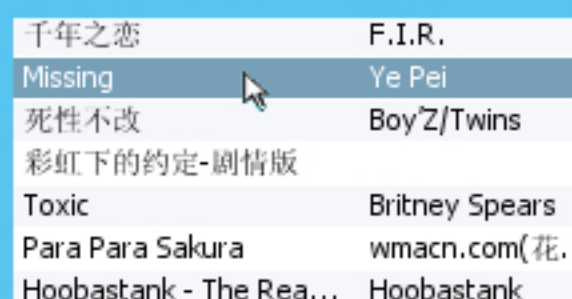 千年之恋 F.I.R.
Missing Ye Pei
死性不改 Boy'Z/Twins
彩虹下的约定-剧情版
Toxic Britney Spears
Para Para Sakura wmacn.com(花.
Hoobastank - The Rea... Hoobastank